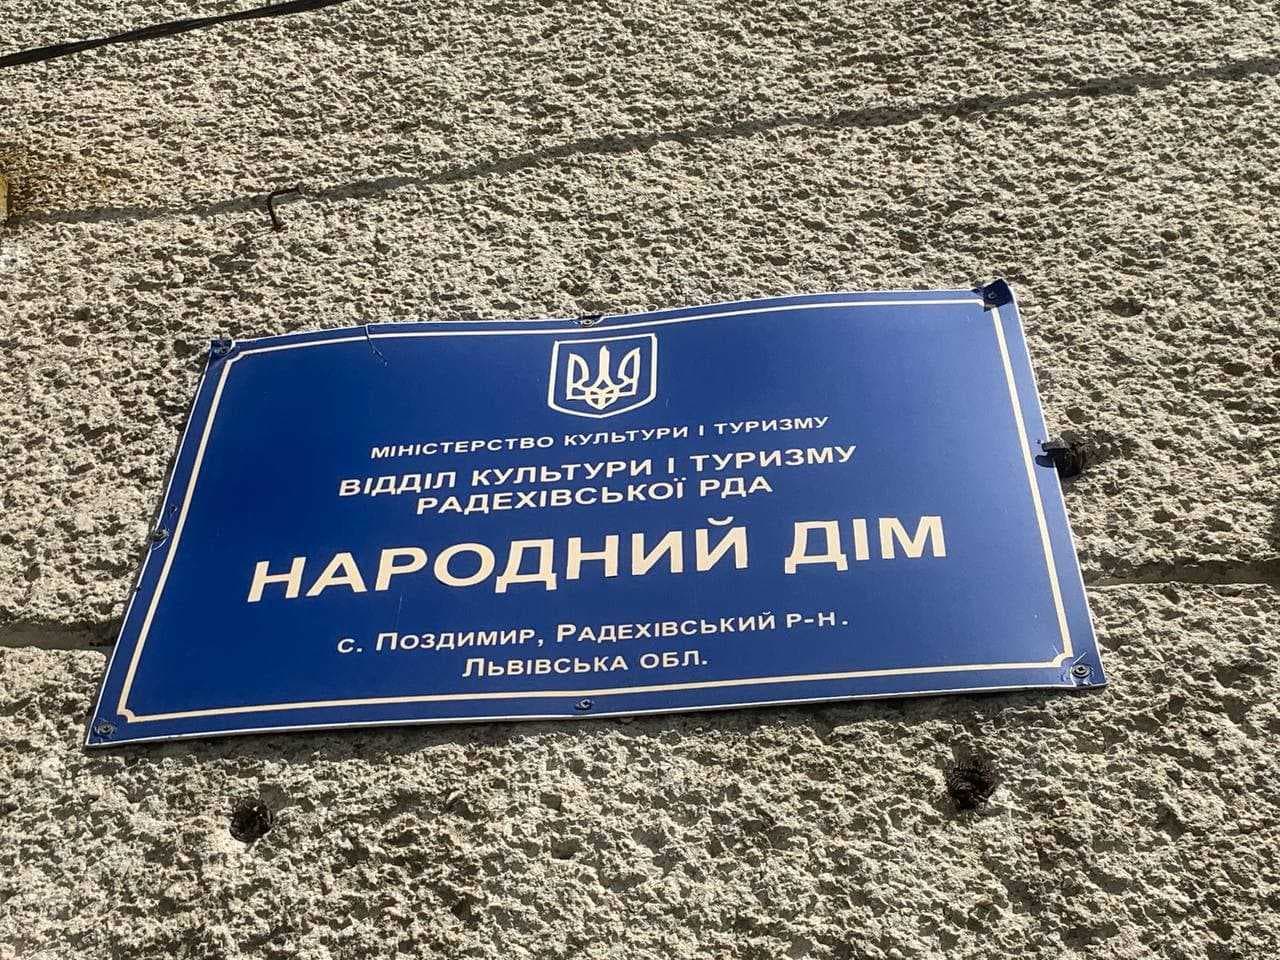 МІНІСТЕРСТВО КУЛЬТУРИ І ТУРИЗМУ
ВІДДІЛ КУЛЬТУРИ І ТУРИЗМУ
РАДЕХІВСЬКОЇ РДА
НАРОДНИЙ ДІМ
с. Поздимир, Радехівський р-н.
Львівська обл.